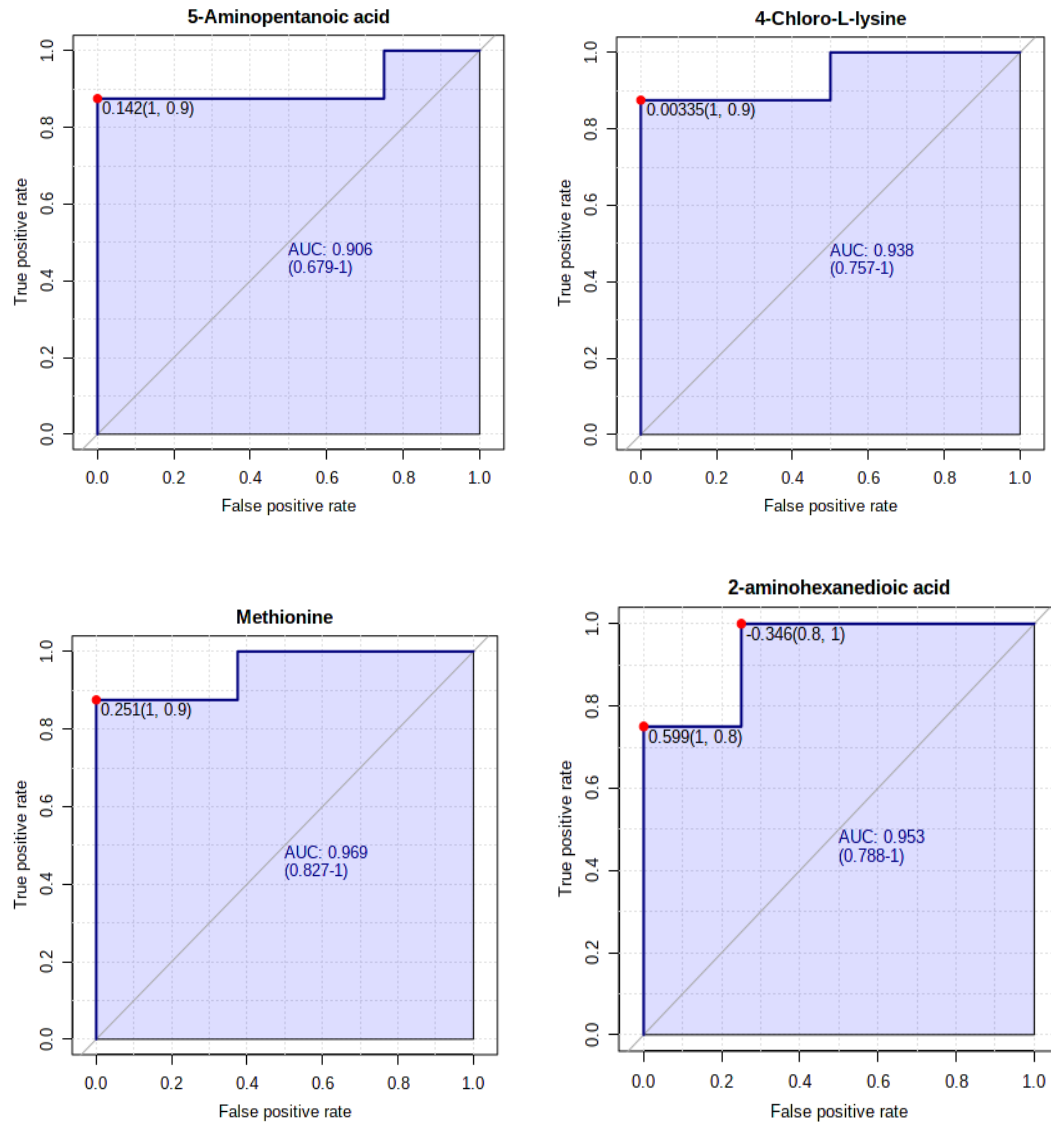 5-Aminopentanoic acid
True positive rate
1.0
0.8
0.6
0.4
0.2
0.0
0.142(1, 0.9)
AUC: 0.906
(0.679-1)
0.0 0.2 0.4 0.6 0.8 1.0
False positive rate
4-Chloro-L-lysine
True positive rate
1.0
0.8
0.6
0.4
0.2
0.0
0.00335(1, 0.9)
AUC: 0.938
(0.757-1)
0.0 0.2 0.4 0.6 0.8 1.0
False positive rate
Methionine
True positive rate
1.0
0.8
0.6
0.4
0.2
0.0
0.251(1, 0.9)
AUC: 0.969
(0.827-1)
0.0 0.2 0.4 0.6 0.8 1.0
False positive rate
2-aminohexanedioic acid
True positive rate
1.0
0.8
0.6
0.4
0.2
0.0
-0.346(0.8, 1)
0.599(1, 0.8)
AUC: 0.953
(0.788-1)
0.0 0.2 0.4 0.6 0.8 1.0
False positive rate